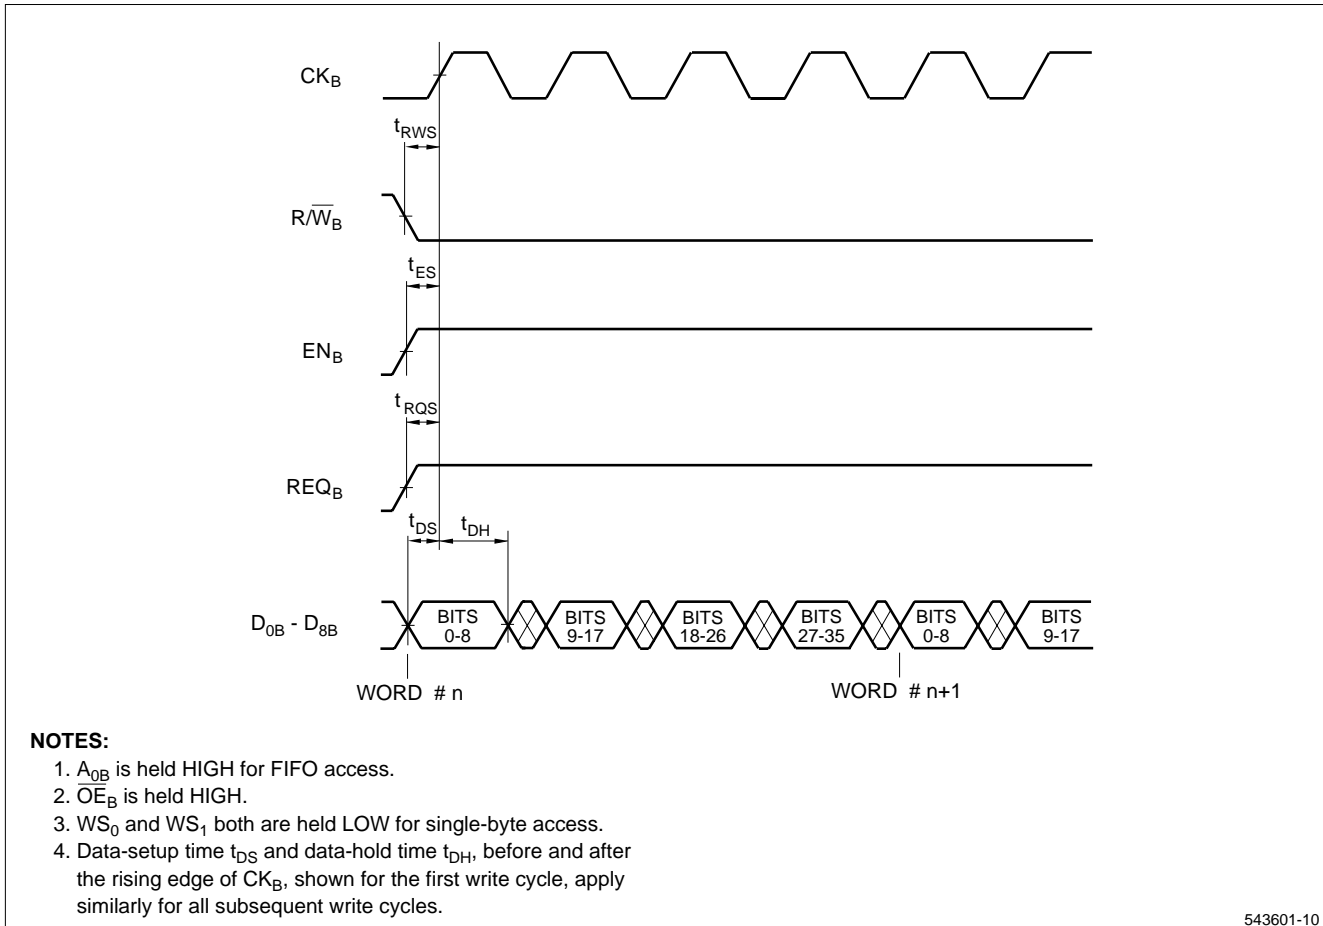 CKB
tRWS
R/W̅B
tES
ENB
tRQS
REQB
tDS tDH
D0B - D8B
BITS 0-8
BITS 9-17
BITS 18-26
BITS 27-35
BITS 0-8
BITS 9-17
WORD # n
WORD # n+1
NOTES:
1. A0B is held HIGH for FIFO access.
2. O̅E̅B is held HIGH.
3. WS0 and WS1 both are held LOW for single-byte access.
4. Data-setup time tDS and data-hold time tDH, before and after
the rising edge of CKB, shown for the first write cycle, apply
similarly for all subsequent write cycles.
543601-10